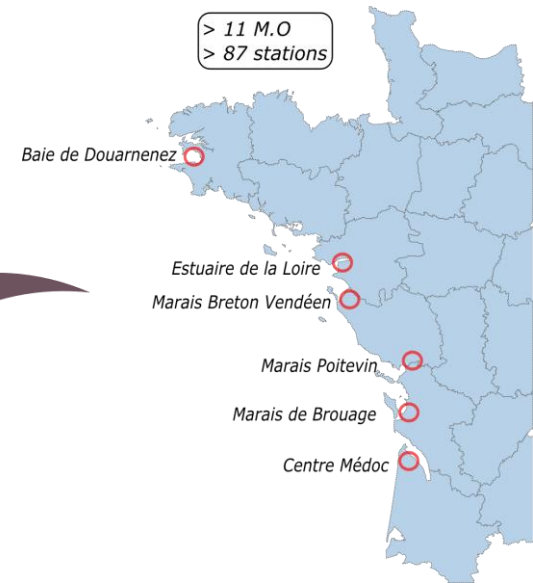 > 11 M.O
> 87 stations
Baie de Douarnenez
Estuaire de la Loire
Marais Breton Vendéen
Marais Poitevin
Marais de Brouage
Centre Médoc